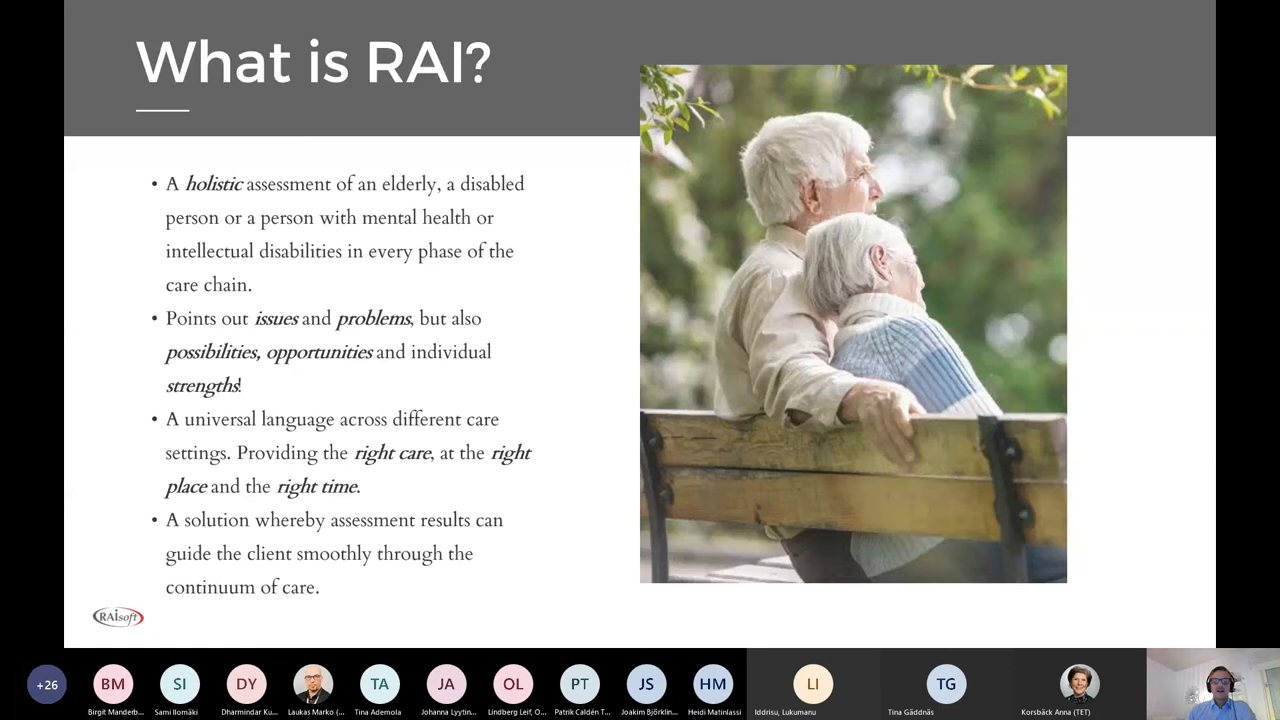 What is RAI?
• A holistic assessment of an elderly, a disabled
person or a person with mental health or
intellectual disabilities in every phase of the
care chain.
• Points out issues and problems, but also
possibilities, opportunities and individual
strengths!
• A universal language across different care
settings. Providing the right care, at the right
place and the right time.
• A solution whereby assessment results can
guide the client smoothly through the
continuum of care.
RAIsoft
+26 BM SI DY TA JA OL PT JS HM LI TG
Birgit Manderb... Sami Ilomäki Dharmindar Ku... Laukas Marko (... Tina Ademola Johanna Lyytin... Lindberg Leif, O... Patrik Caldén T... Joakim Björklin... Heidi Matinlassi Iddrisu, Lukumanu Tina Gäddnäs Korsbäck Anna (TET)